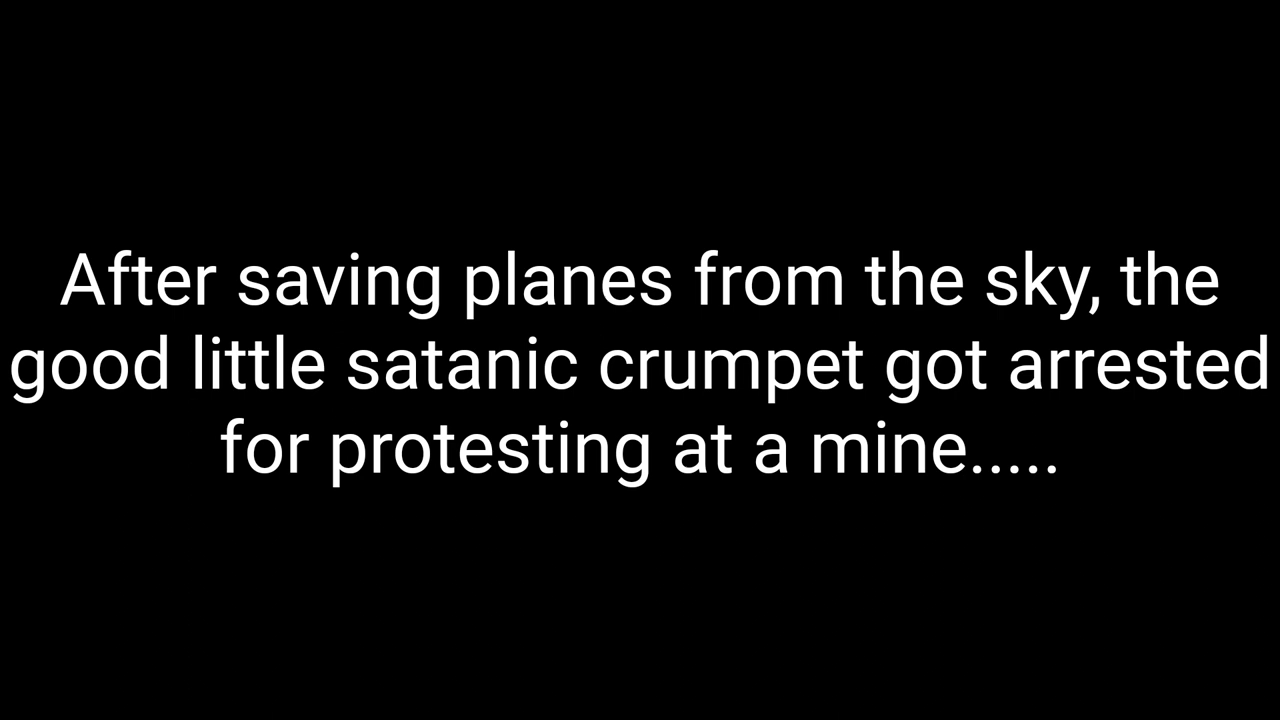 After saving planes from the sky, the
good little satanic crumpet got arrested
for protesting at a mine.....